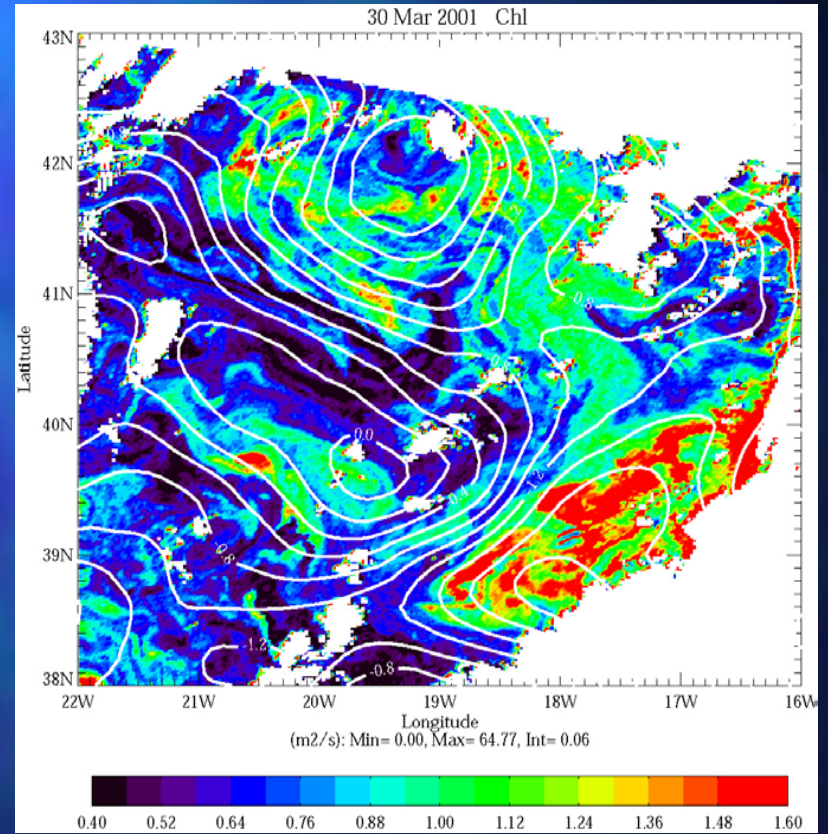 30 Mar 2001 Chl
43N
42N
41N
40N
39N
38N
Latitude
-0.8
-0.8
0.0
-0.4
-1.2
-1.2
-0.8
22W 21W 20W 19W 18W 17W 16W
Longitude
(m2/s): Min= 0.00, Max= 64.77, Int= 0.06
0.40 0.52 0.64 0.76 0.88 1.00 1.12 1.24 1.36 1.48 1.60